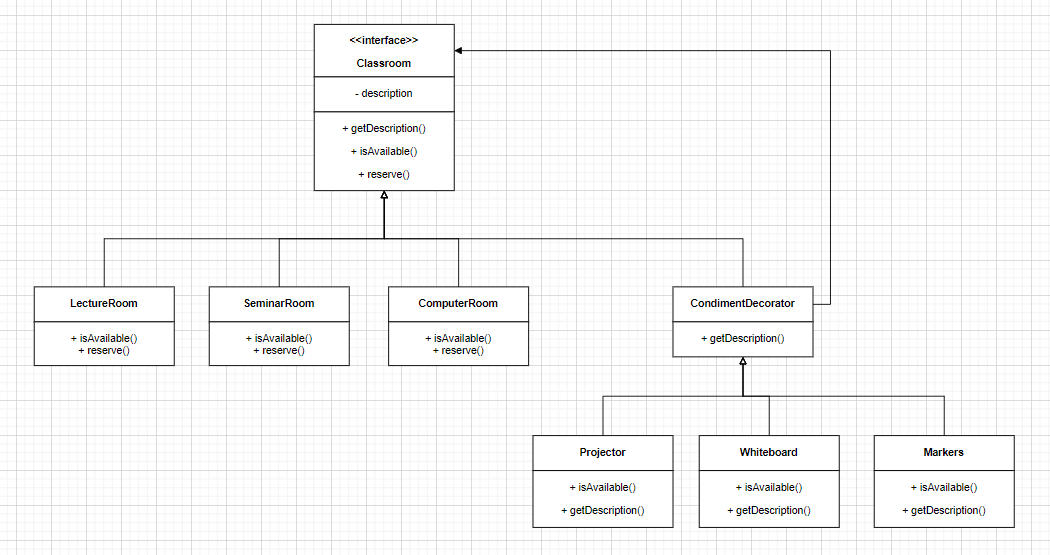 <<interface>>
Classroom
- description
+ getDescription()
+ isAvailable()
+ reserve()
LectureRoom
+ isAvailable()
+ reserve()
SeminarRoom
+ isAvailable()
+ reserve()
ComputerRoom
+ isAvailable()
+ reserve()
CondimentDecorator
+ getDescription()
Projector
+ isAvailable()
+ getDescription()
Whiteboard
+ isAvailable()
+ getDescription()
Markers
+ isAvailable()
+ getDescription()